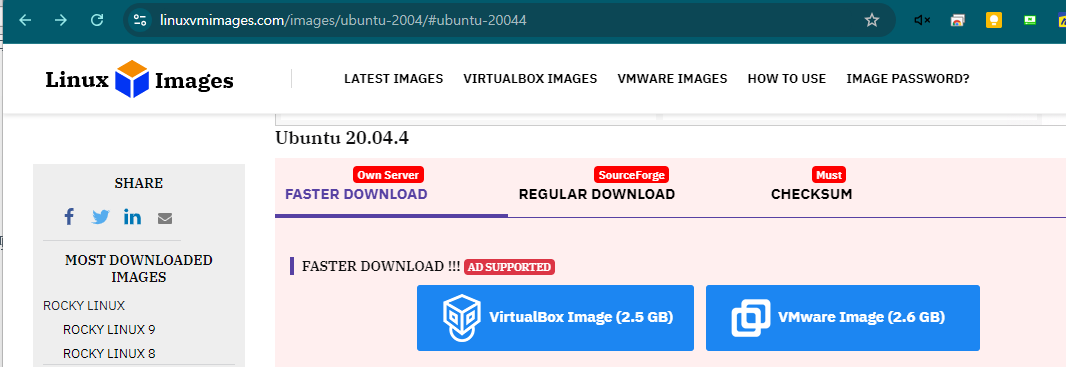 linuxvmimages.com/images/ubuntu-2004/#ubuntu-20044
Linux Images
LATEST IMAGES VIRTUALBOX IMAGES VMWARE IMAGES HOW TO USE IMAGE PASSWORD?
Ubuntu 20.04.4
SHARE
MOST DOWNLOADED
IMAGES
ROCKY LINUX
ROCKY LINUX 9
ROCKY LINUX 8
Own Server
FASTER DOWNLOAD
SourceForge
REGULAR DOWNLOAD
Must
CHECKSUM
FASTER DOWNLOAD !!! AD SUPPORTED
VirtualBox Image (2.5 GB)
VMware Image (2.6 GB)